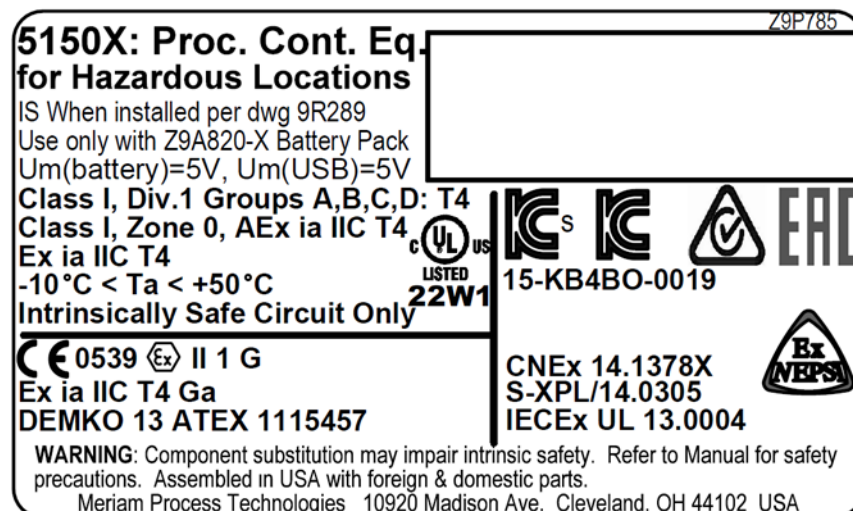 Z9P785
5150X: Proc. Cont. Eq.
for Hazardous Locations
IS When installed per dwg 9R289
Use only with Z9A820-X Battery Pack
Um(battery)=5V, Um(USB)=5V
Class I, Div.1 Groups A,B,C,D: T4
Class I, Zone 0, AEx ia IIC T4
Ex ia IIC T4
-10°C < Ta < +50°C
Intrinsically Safe Circuit Only
C UL US
LISTED
22W1
KC S KC EAC
15-KB4BO-0019
CE 0539 Ex II 1 G
Ex ia IIC T4 Ga
DEMKO 13 ATEX 1115457
CNEx 14.1378X
S-XPL/14.0305
IECEx UL 13.0004
Ex
NEPSI
WARNING: Component substitution may impair intrinsic safety. Refer to Manual for safety
precautions. Assembled in USA with foreign & domestic parts.
Meriam Process Technologies 10920 Madison Ave. Cleveland, OH 44102 USA